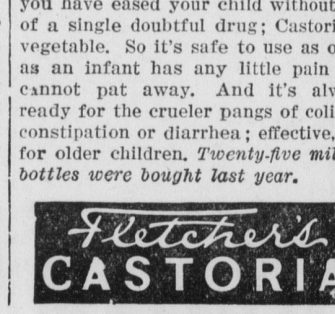 you have eased your child without
of a single doubtful drug; Castori
vegetable. So it's safe to use as o
as an infant has any little pain
cannot pat away. And it's alw
ready for the crueler pangs of coli
constipation or diarrhea; effective,
for older children. Twenty-five mil
bottles were bought last year.
Fletcher's
CASTORIA